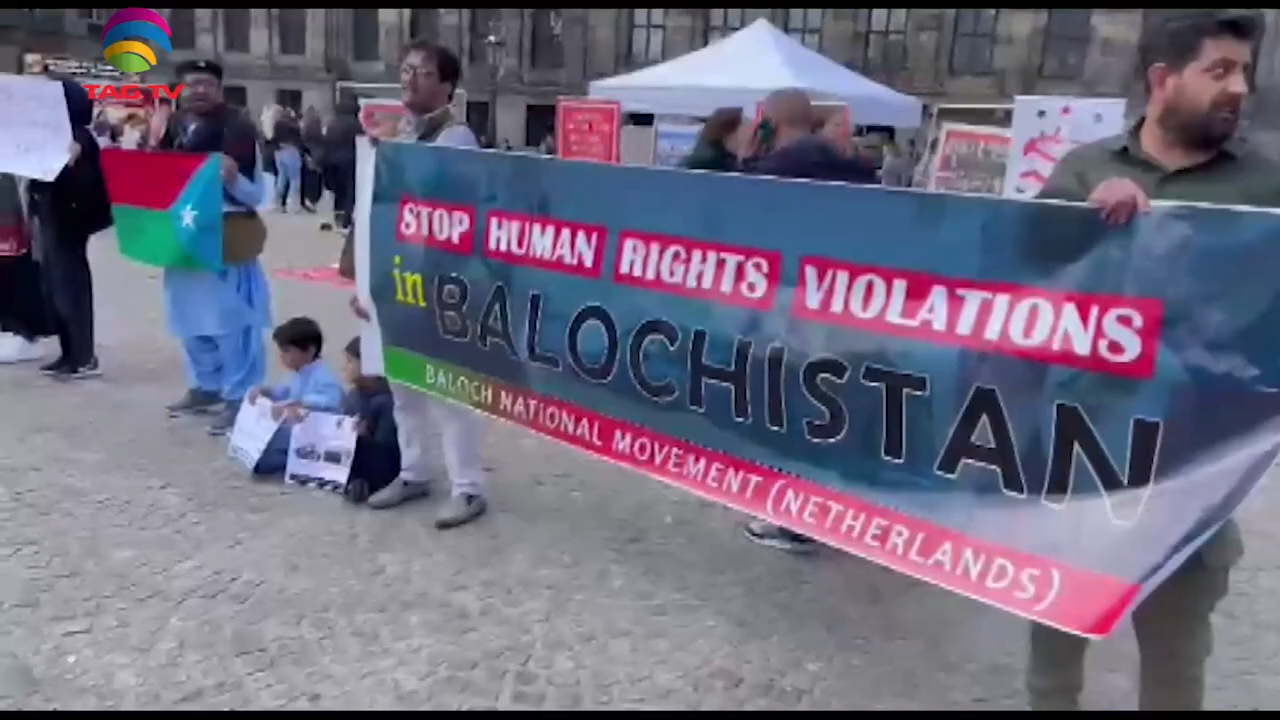 TAG TV
STOP HUMAN RIGHTS VIOLATIONS
in BALOCHISTAN
BALOCH NATIONAL MOVEMENT (NETHERLANDS)